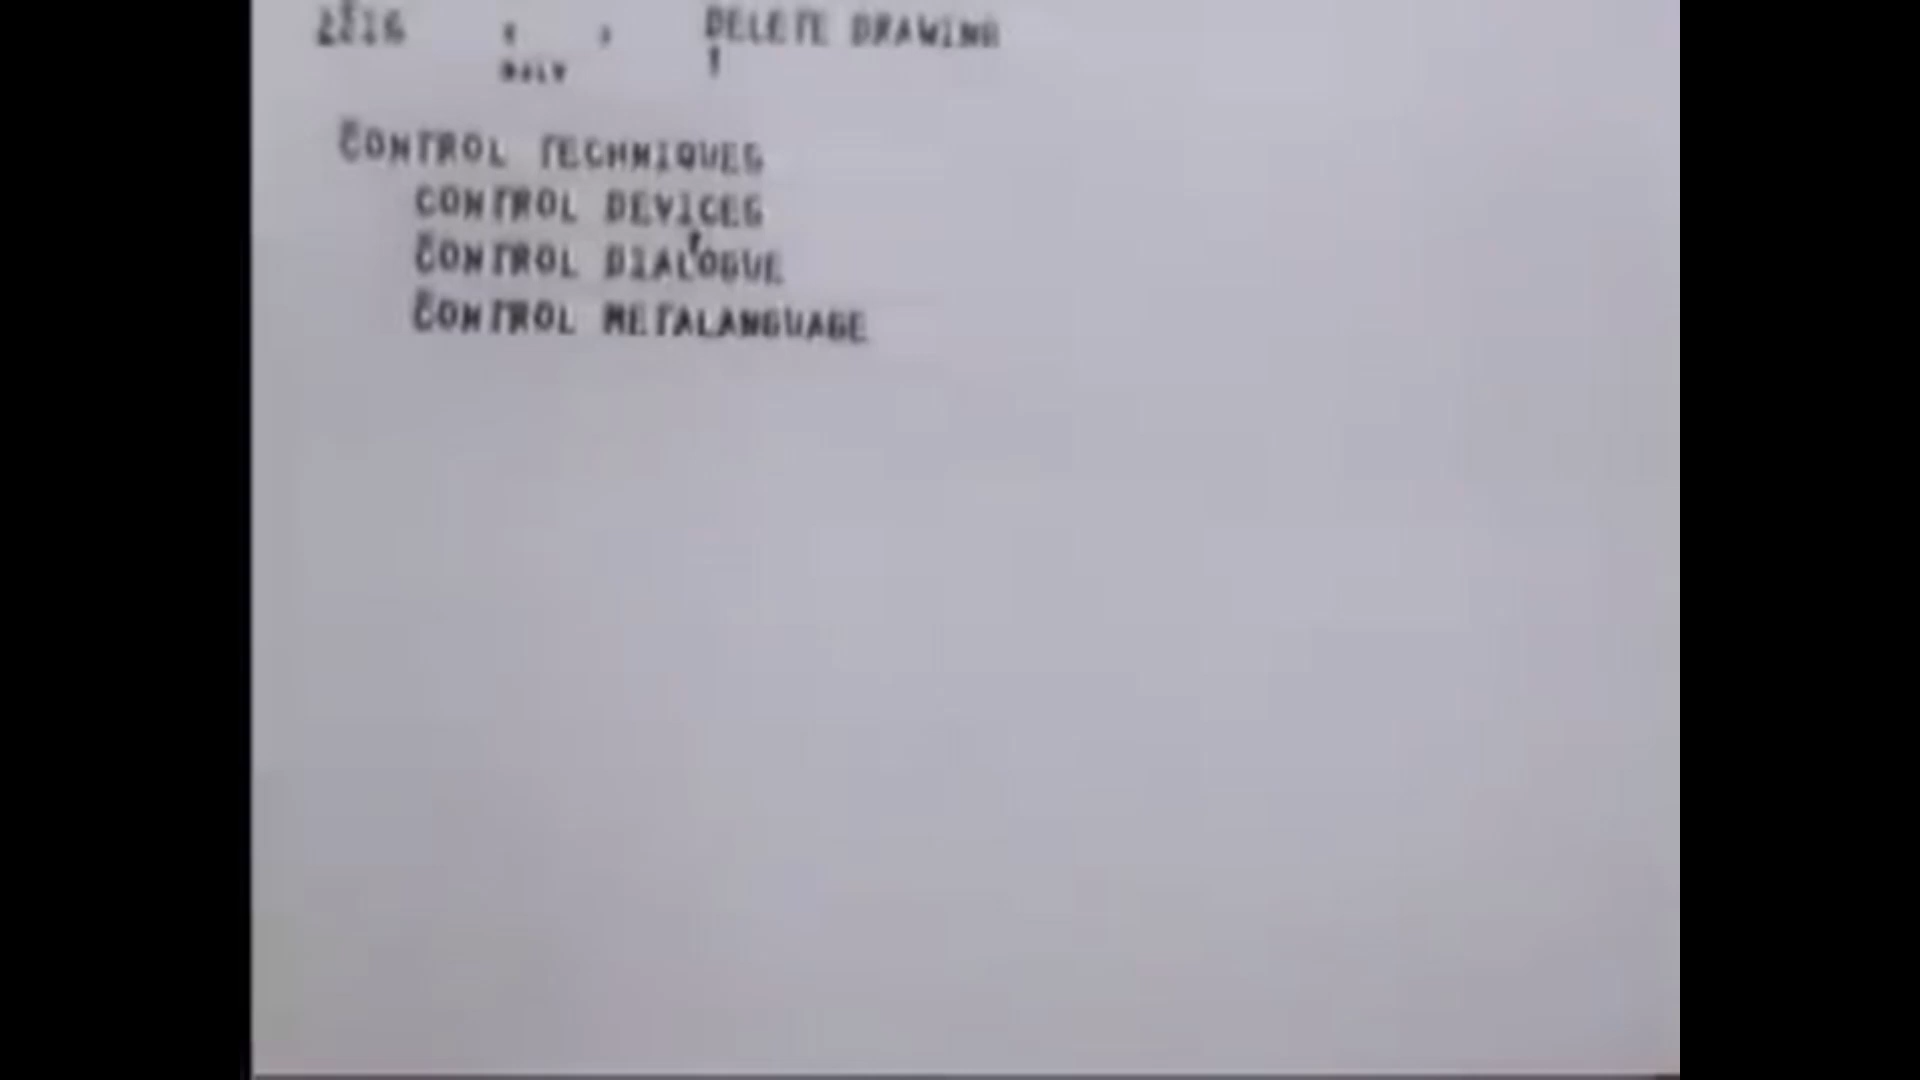 DELETE DRAWING
CONTROL TECHNIQUES
CONTROL DEVICES
CONTROL DIALOGUE
CONTROL METALANGUAGE